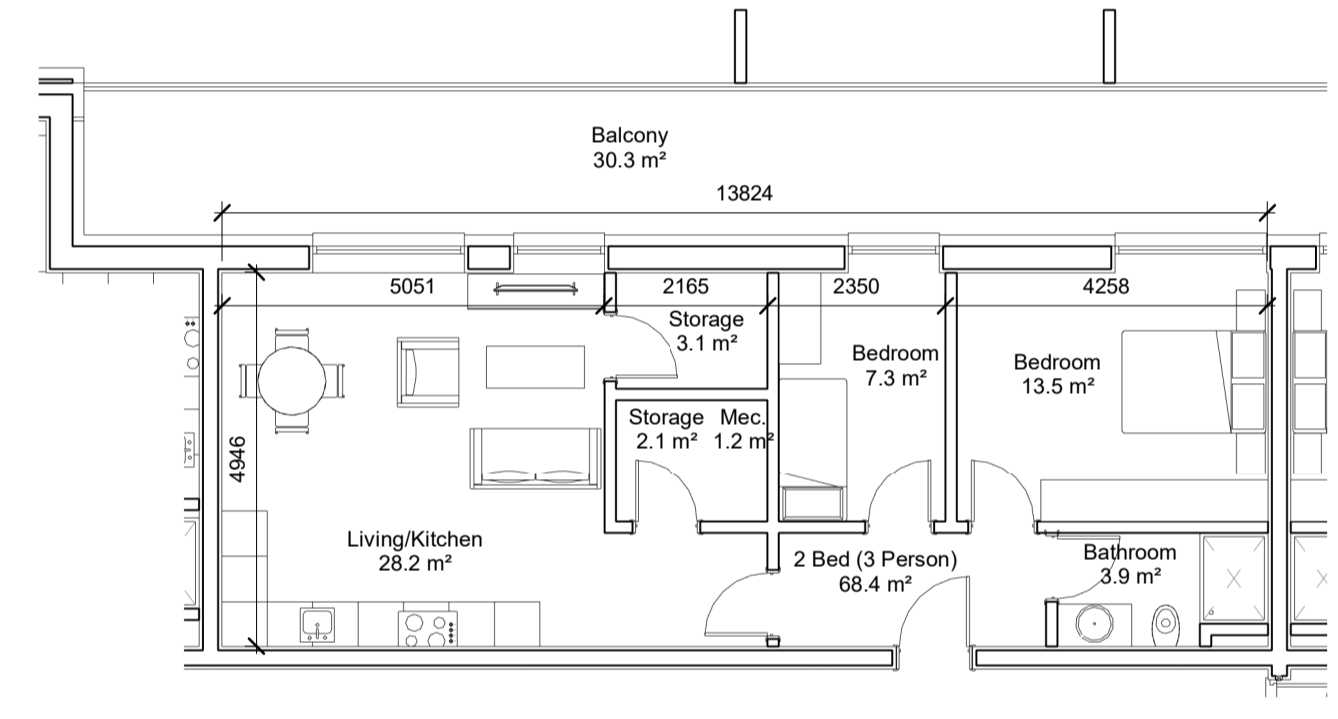 Balcony
30.3 m²
13824
5051
2165
2350
4258
Storage
3.1 m²
Bedroom
7.3 m²
Bedroom
13.5 m²
Storage
2.1 m²
Mec.
1.2 m²
4946
Living/Kitchen
28.2 m²
2 Bed (3 Person)
68.4 m²
Bathroom
3.9 m²